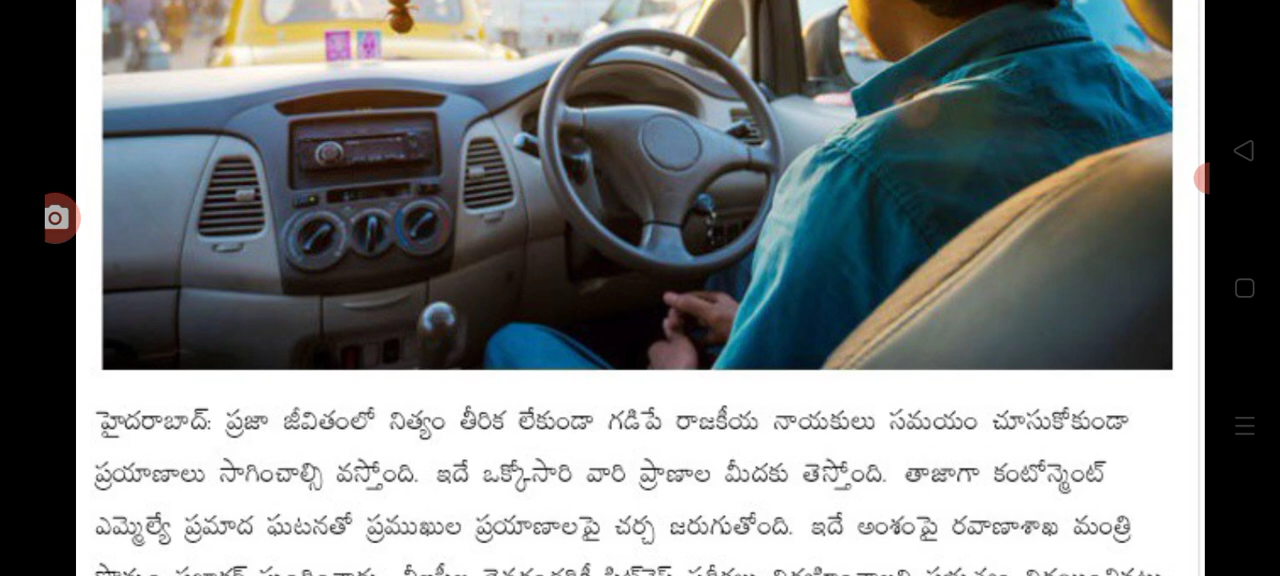 హైదరాబాద్: ప్రజా జీవితంలో నిత్యం తీరిక లేకుండా గడిపే రాజకీయ నాయకులు సమయం చూసుకోకుండా
ప్రయాణాలు సాగించాల్సి వస్తోంది. ఇదే ఒక్కోసారి వారి ప్రాణాల మీదకు తెస్తోంది. తాజాగా కంటోన్మెంట్
ఎమ్మెల్యే ప్రమాద ఘటనతో ప్రముఖుల ప్రయాణాలపై చర్చ జరుగుతోంది. ఇదే అంశంపై రవాణాశాఖ మంత్రి